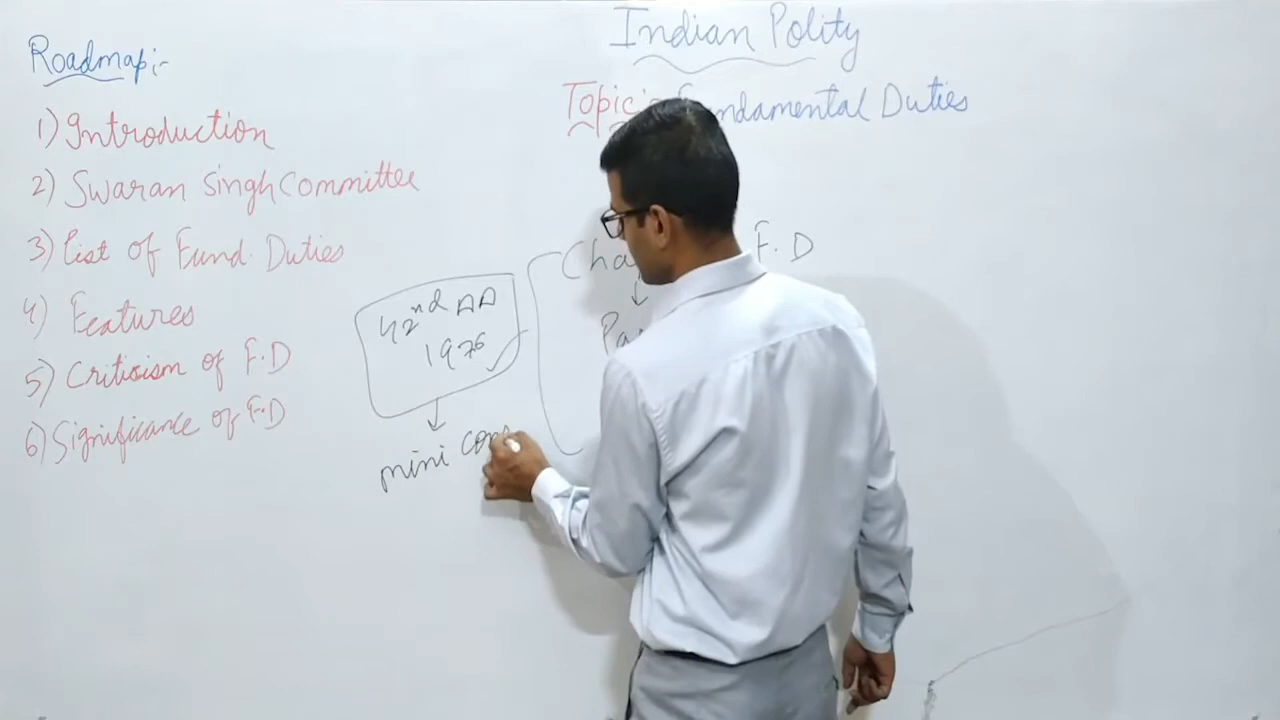 Indian Polity
Topic: Fundamental Duties
Roadmap:-
1) Introduction
2) Swaran Singh Committee
3) List of Fund. Duties
4) Features
5) Criticism of F.D
6) Significance of F.D
F.D
42nd AA
1976
mini